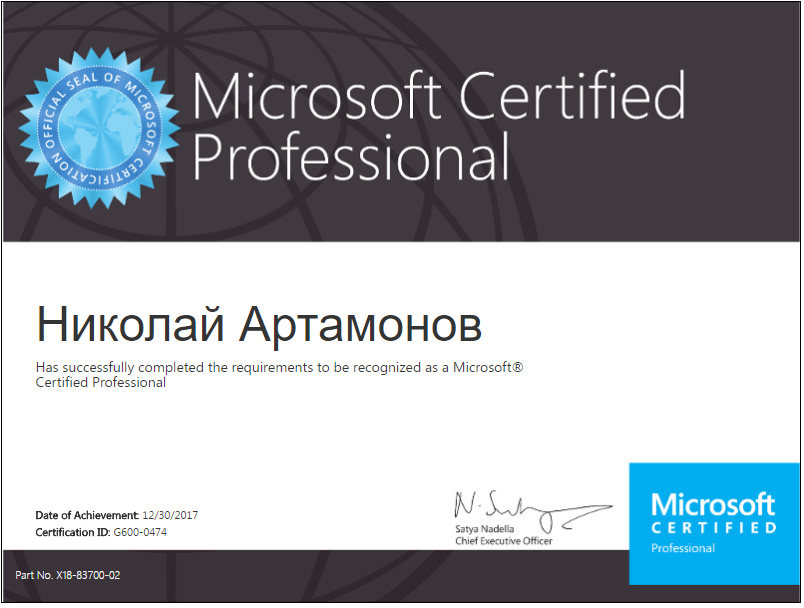 OFFICIAL SEAL OF MICROSOFT CERTIFICATION
Microsoft Certified
Professional
Николай Артамонов
Has successfully completed the requirements to be recognized as a Microsoft®
Certified Professional
Date of Achievement: 12/30/2017
Certification ID: G600-0474
Satya Nadella
Chief Executive Officer
Microsoft
CERTIFIED
Professional
Part No. X18-83700-02